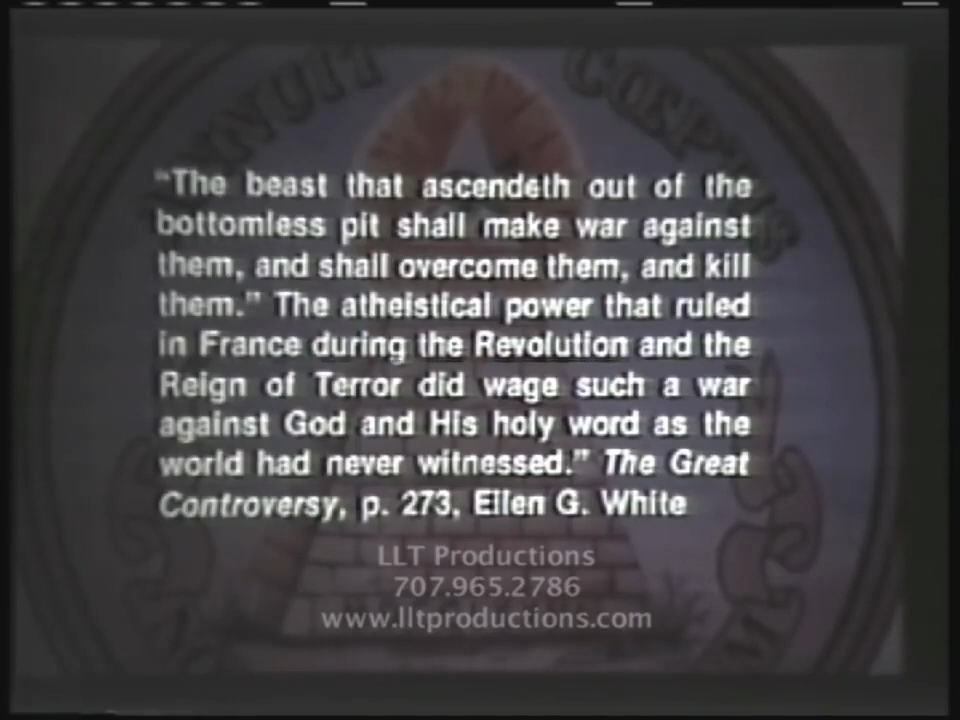 ANNUIT CŒPTIS
"The beast that ascendeth out of the
bottomless pit shall make war against
them, and shall overcome them, and kill
them." The atheistical power that ruled
in France during the Revolution and the
Reign of Terror did wage such a war
against God and His holy word as the
world had never witnessed." The Great
Controversy, p. 273, Ellen G. White
LLT Productions
707.965.2786
www.lltproductions.com